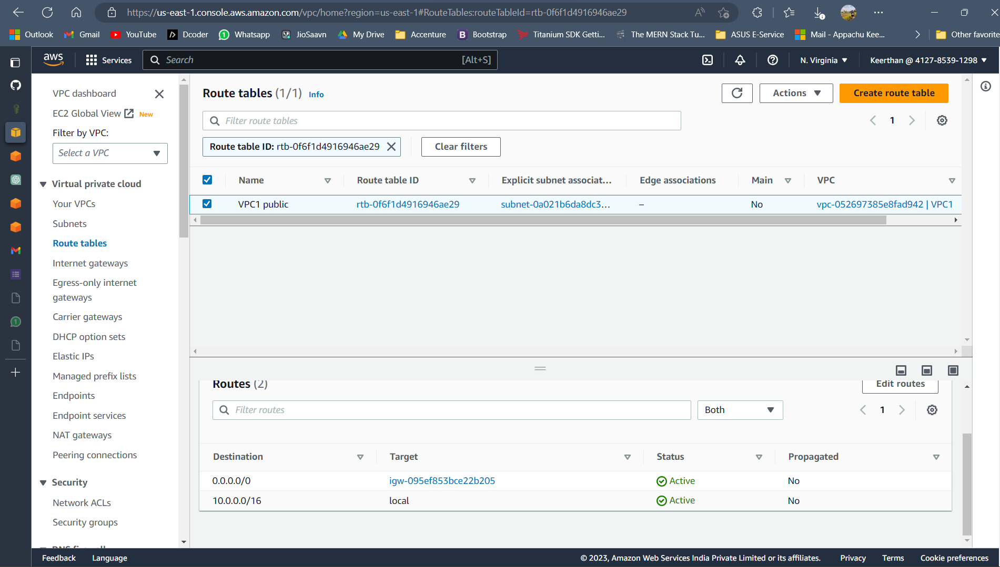 https://us-east-1.console.aws.amazon.com/vpc/home?region=us-east-1#RouteTables:routeTableId=rtb-0f6f1d4916946ae29
Outlook Gmail YouTube Dcoder Whatsapp JioSaavn My Drive Accenture Bootstrap Titanium SDK Getti... The MERN Stack Tu... ASUS E-Service Mail - Appachu Kee... Other favorite
aws Services Search [Alt+S] N. Virginia Keerthan @ 4127-8539-1298
VPC dashboard
EC2 Global View New
Filter by VPC:
Select a VPC
Virtual private cloud
Your VPCs
Subnets
Route tables
Internet gateways
Egress-only internet
gateways
Carrier gateways
DHCP option sets
Elastic IPs
Managed prefix lists
Endpoints
Endpoint services
NAT gateways
Peering connections
Security
Network ACLs
Security groups
Route tables (1/1) Info
Actions
Create route table
Filter route tables
1
Route table ID: rtb-0f6f1d4916946ae29
Clear filters
Name Route table ID Explicit subnet associat... Edge associations Main VPC
VPC1 public rtb-0f6f1d4916946ae29 subnet-0a021b6da8dc3... – No vpc-052697385e8fad942 | VPC1
Routes (2)
Edit routes
Filter routes
Both
1
Destination Target Status Propagated
0.0.0.0/0 igw-095ef853bce22b205 Active No
10.0.0.0/16 local Active No
Feedback Language © 2023, Amazon Web Services India Private Limited or its affiliates. Privacy Terms Cookie preferences